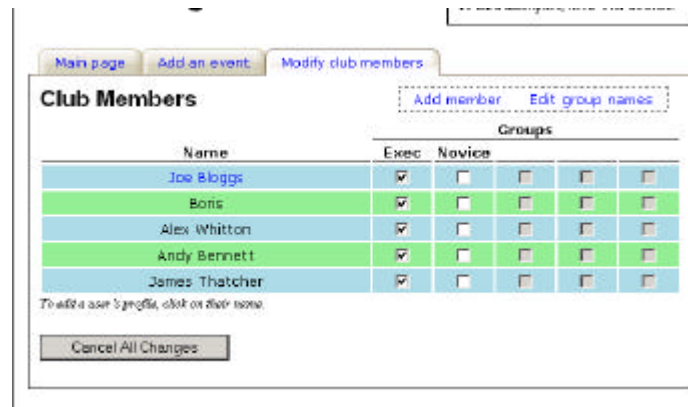 Main page Add an event Modify club members
Club Members
Add member Edit group names
Groups
Name Exec Novice
Joe Bloggs
Boris
Alex Whitton
Andy Bennett
James Thatcher
To edit a user's profile, click on their name.
Cancel All Changes